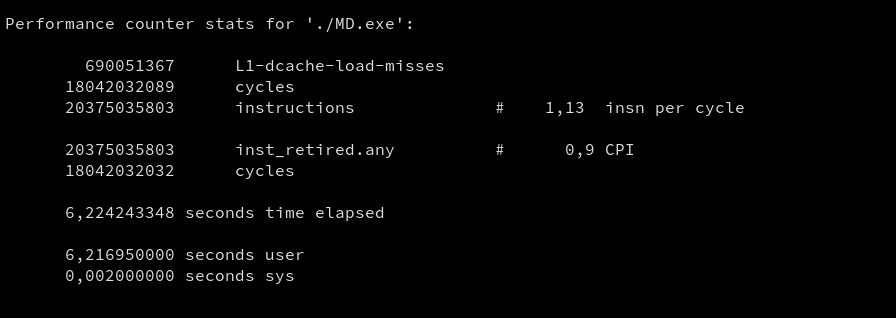 Performance counter stats for './MD.exe':
690051367 L1-dcache-load-misses
18042032089 cycles
20375035803 instructions # 1,13 insn per cycle
20375035803 inst_retired.any # 0,9 CPI
18042032032 cycles
6,224243348 seconds time elapsed
6,216950000 seconds user
0,002000000 seconds sys